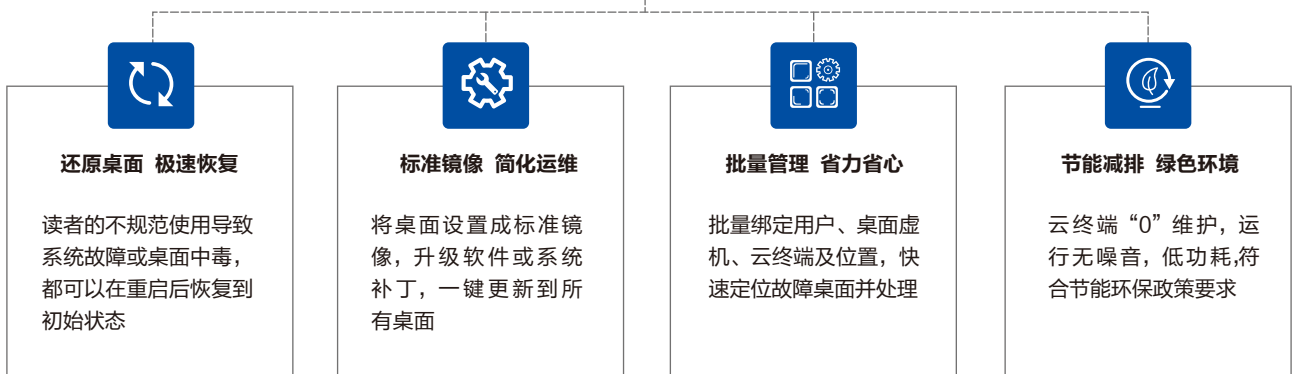 还原桌面 极速恢复
读者的不规范使用导致
系统故障或桌面中毒，
都可以在重启后恢复到
初始状态
标准镜像 简化运维
将桌面设置成标准镜
像，升级软件或系统
补丁，一键更新到所
有桌面
批量管理 省力省心
批量绑定用户、桌面虚
机、云终端及位置，快
速定位故障桌面并处理
节能减排 绿色环境
云终端“0”维护，运
行无噪音，低功耗,符
合节能环保政策要求